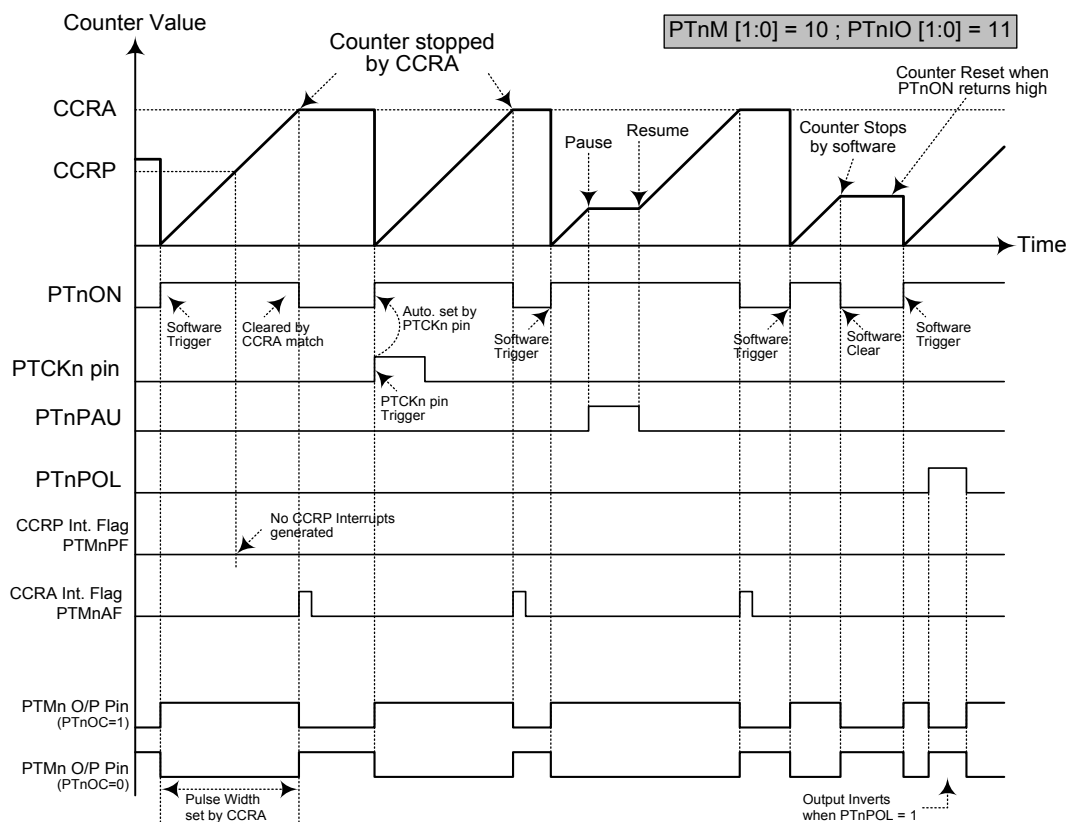 Counter Value
PTnM [1:0] = 10 ; PTnIO [1:0] = 11
Counter stopped
by CCRA
Counter Reset when
PTnON returns high
CCRA
Pause
Resume
Counter Stops
by software
CCRP
Time
PTnON
Software
Trigger
Cleared by
CCRA match
Auto. set by
PTCKn pin
Software
Trigger
Software
Trigger
Software
Clear
Software
Trigger
PTCKn pin
PTCKn pin
Trigger
PTnPAU
PTnPOL
CCRP Int. Flag
PTMnPF
No CCRP Interrupts
generated
CCRA Int. Flag
PTMnAF
PTMn O/P Pin
(PTnOC=1)
PTMn O/P Pin
(PTnOC=0)
Pulse Width
set by CCRA
Output Inverts
when PTnPOL = 1